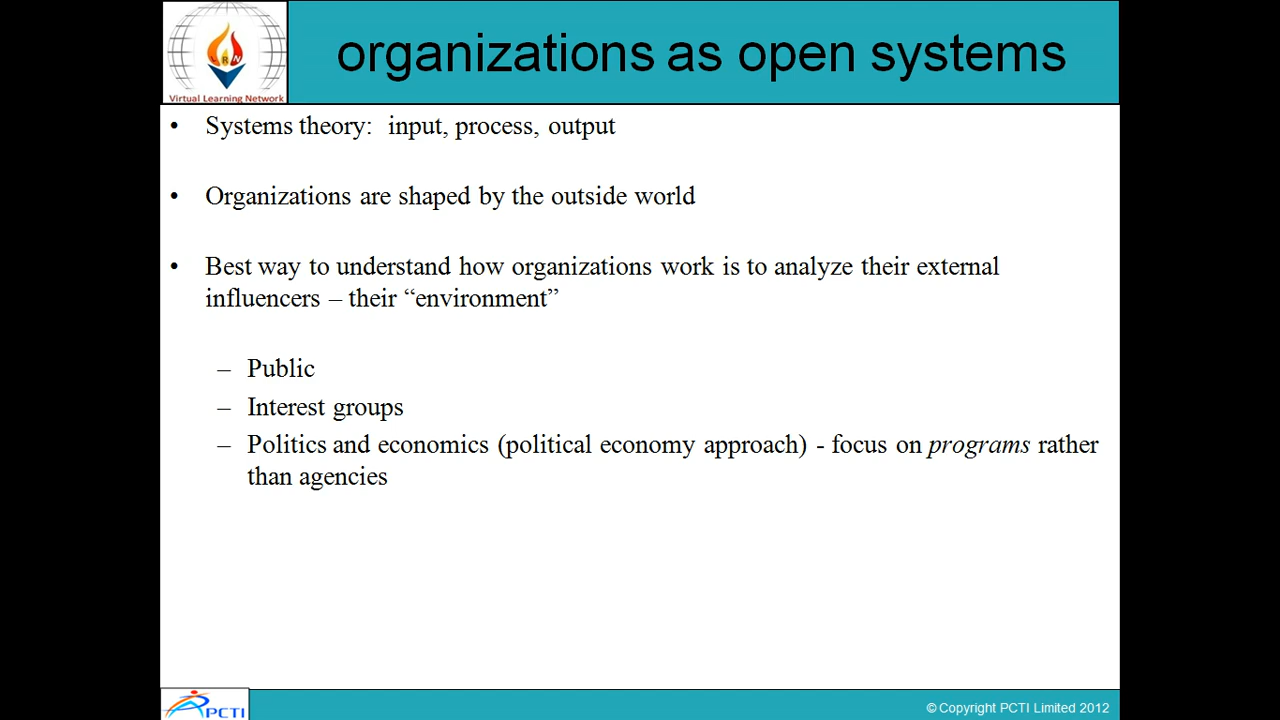 organizations as open systems
LRN
Virtual Learning Network
• Systems theory: input, process, output
• Organizations are shaped by the outside world
• Best way to understand how organizations work is to analyze their external
influencers – their “environment”
– Public
– Interest groups
– Politics and economics (political economy approach) - focus on programs rather
than agencies
PCTI
© Copyright PCTI Limited 2012